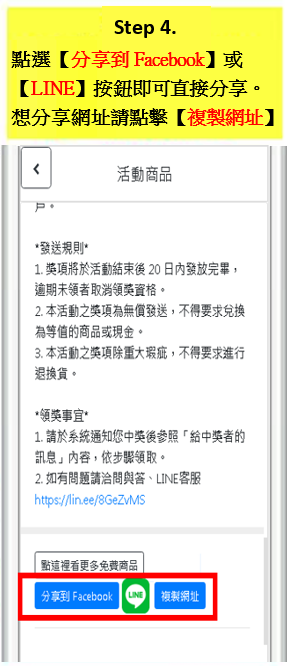 Step 4.
點選【分享到 Facebook】或
【LINE】按鈕即可直接分享。
想分享網址請點擊【複製網址】
活動商品
戶。
*發送規則*
1. 獎項將於活動結束後 20 日內發放完畢，
逾期未領者取消領獎資格。
2. 本活動之獎項為無償發送，不得要求兌換
為等值的商品或現金。
3. 本活動之獎項除重大瑕疵，不得要求進行
退換貨。
*領獎事宜*
1. 請於系統通知您中獎後參照「給中獎者的
訊息」內容，依步驟領取。
2. 如有問題請洽問與答、LINE客服
https://lin.ee/8GeZvMS
點這裡看更多免費商品
分享到 Facebook LINE 複製網址